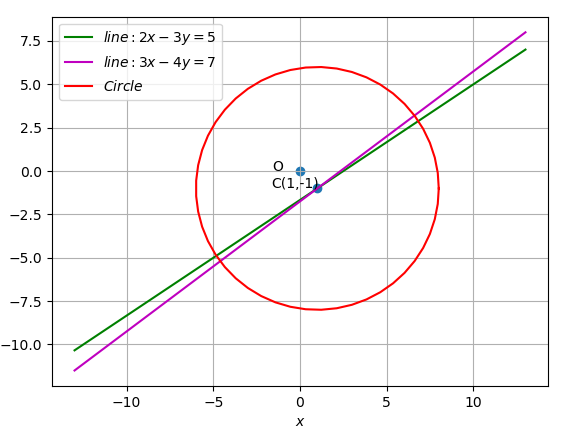 line: 2x − 3y = 5
line: 3x − 4y = 7
Circle
7.5
5.0
2.5
0.0
−2.5
−5.0
−7.5
−10.0
O
C(1,-1)
−10 −5 0 5 10
x